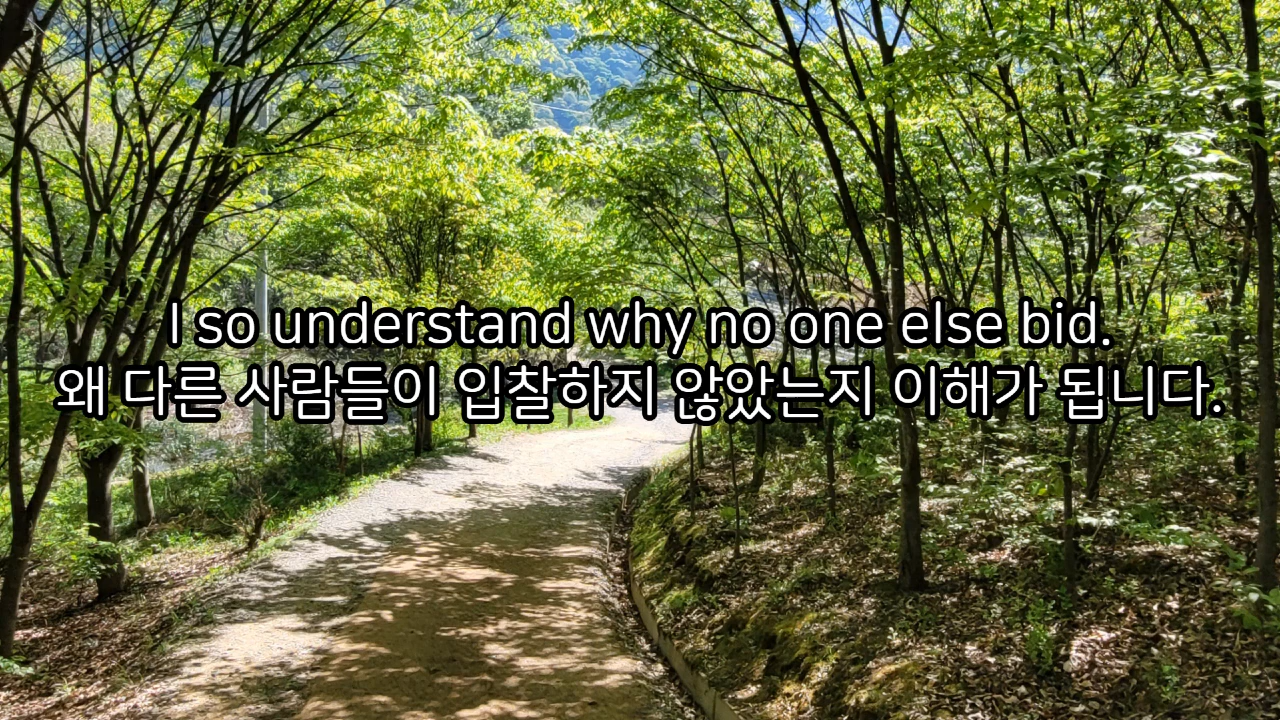 I so understand why no one else bid.
왜 다른 사람들이 입찰하지 않았는지 이해가 됩니다.